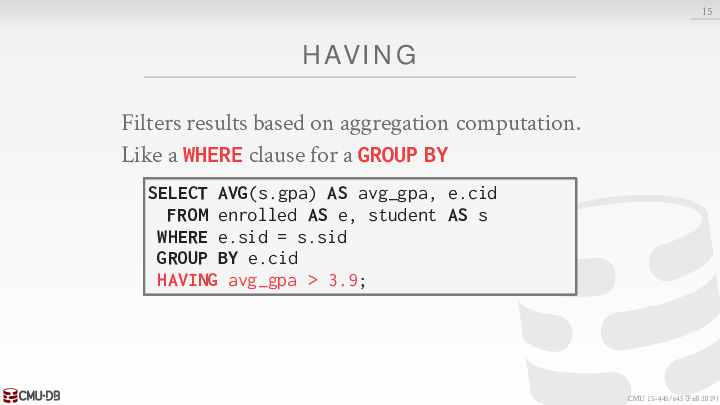 15
HAVING
Filters results based on aggregation computation.
Like a WHERE clause for a GROUP BY
SELECT AVG(s.gpa) AS avg_gpa, e.cid
FROM enrolled AS e, student AS s
WHERE e.sid = s.sid
GROUP BY e.cid
HAVING avg_gpa > 3.9;
CMU·DB
CMU 15-445/645 (Fall 2019)